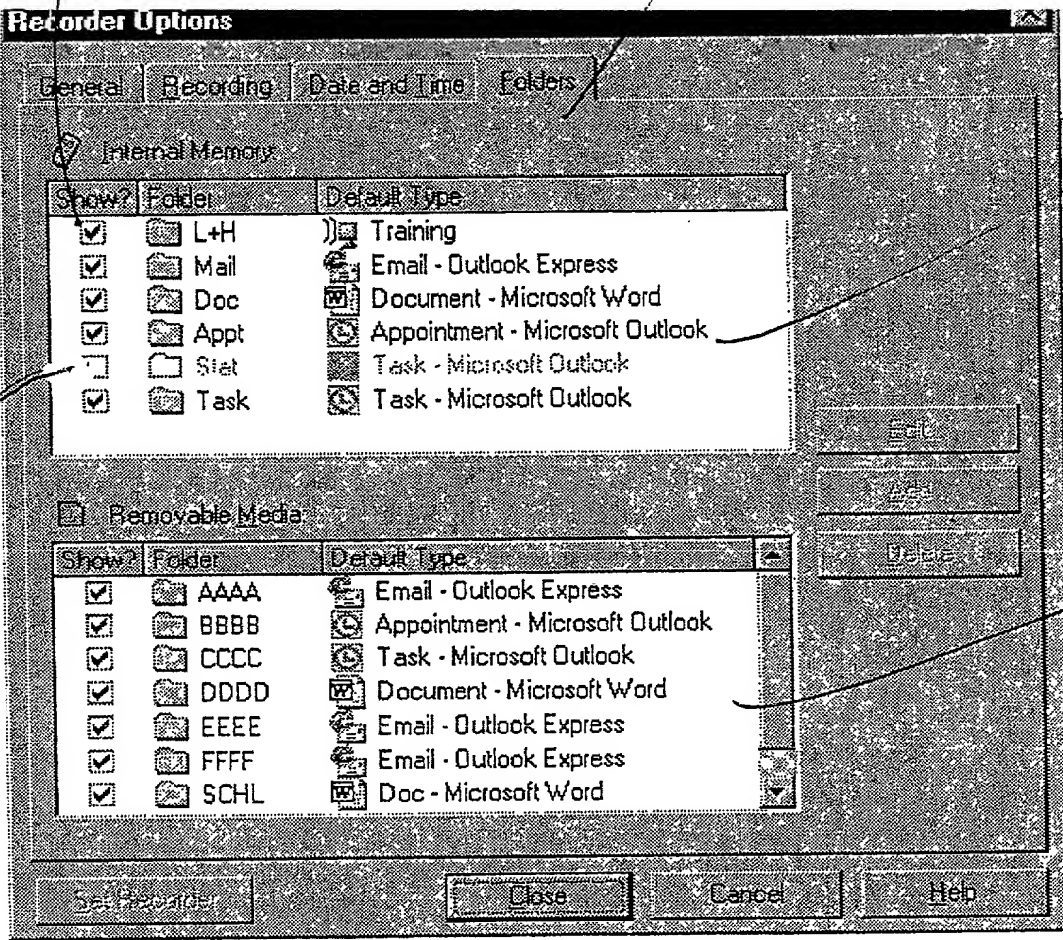 Recorder Options
General Recording Date and Time Folders
Internal Memory:
Show? Folder Default Type
L+H Training
Mail Email - Outlook Express
Doc Document - Microsoft Word
Appt Appointment - Microsoft Outlook
Stat Task - Microsoft Outlook
Task Task - Microsoft Outlook
Edit
Add
Removable Media:
Delete
Show? Folder Default Type
AAAA Email - Outlook Express
BBBB Appointment - Microsoft Outlook
CCCC Task - Microsoft Outlook
DDDD Document - Microsoft Word
EEEE Email - Outlook Express
FFFF Email - Outlook Express
SCHL Doc - Microsoft Word
Set Recorder Close Cancel Help